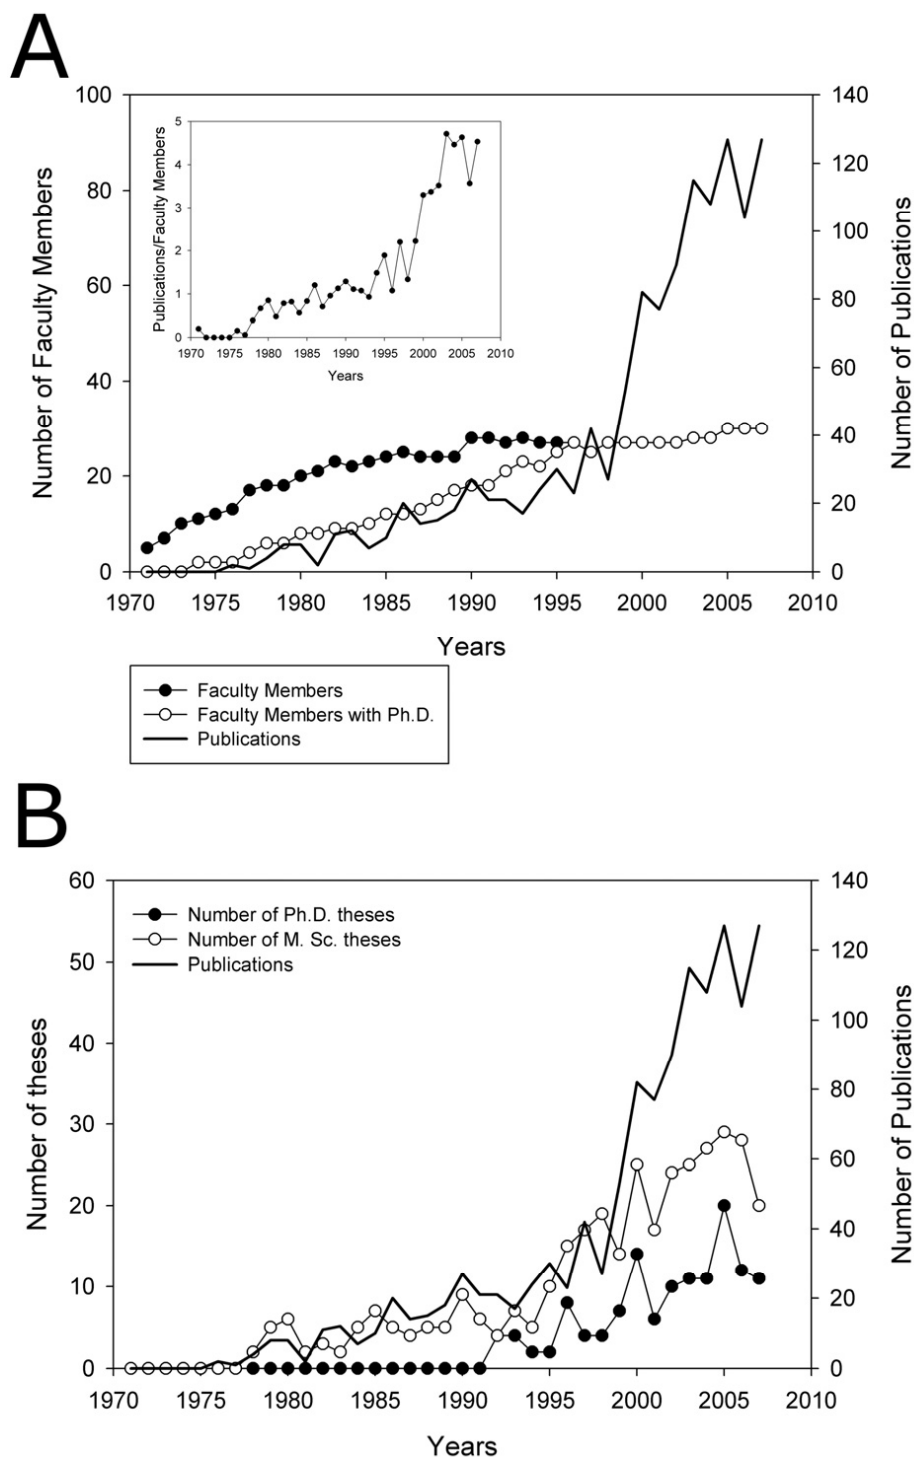 A
100
80
60
40
20
0
Number of Faculty Members
140
120
100
80
60
40
20
0
Number of Publications
5
4
3
2
1
0
Publications/Faculty Members
1970 1975 1980 1985 1990 1995 2000 2005 2010
Years
1970 1975 1980 1985 1990 1995 2000 2005 2010
Years
Faculty Members
Faculty Members with Ph.D.
Publications
B
60
50
40
30
20
10
0
Number of theses
140
120
100
80
60
40
20
0
Number of Publications
Number of Ph.D. theses
Number of M. Sc. theses
Publications
1970 1975 1980 1985 1990 1995 2000 2005 2010
Years